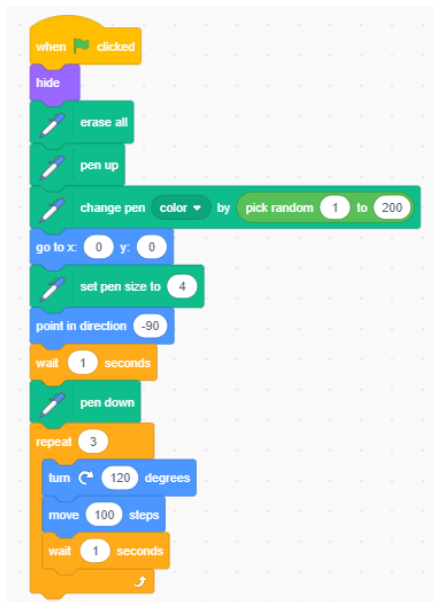 when clicked
hide
erase all
pen up
change pen color by pick random 1 to 200
go to x: 0 y: 0
set pen size to 4
point in direction -90
wait 1 seconds
pen down
repeat 3
turn 120 degrees
move 100 steps
wait 1 seconds